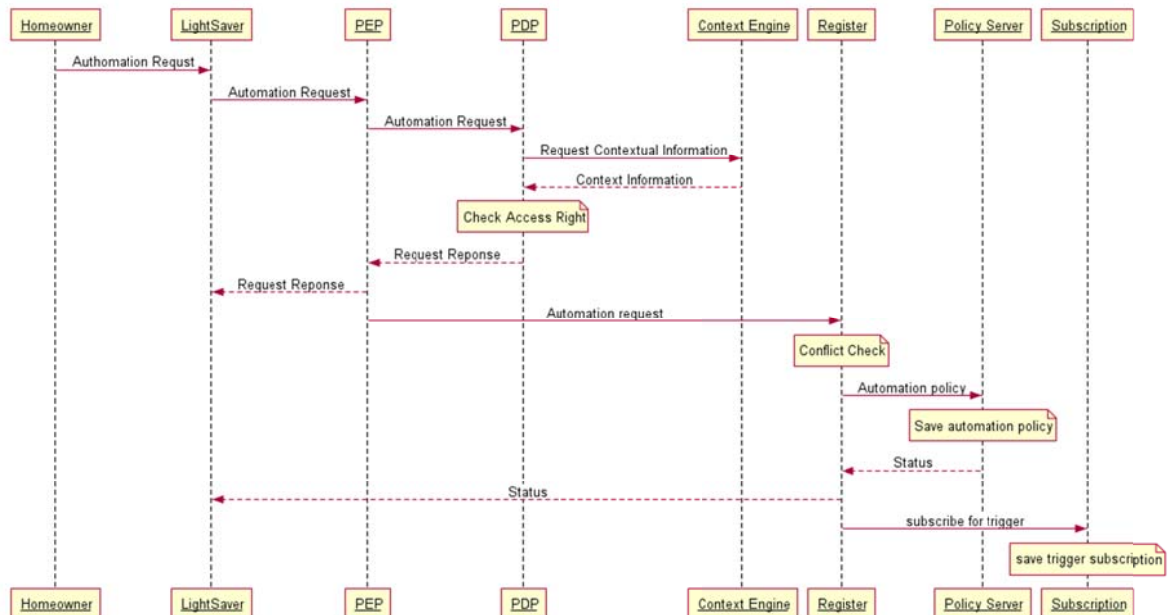 Homeowner LightSaver PEP PDP Context Engine Register Policy Server Subscription
Authomation Requst
Automation Request
Automation Request
Request Contextual Information
Context Information
Check Access Right
Request Reponse
Request Reponse
Automation request
Conflict Check
Automation policy
Save automation policy
Status
Status
subscribe for trigger
save trigger subscription
Homeowner LightSaver PEP PDP Context Engine Register Policy Server Subscription